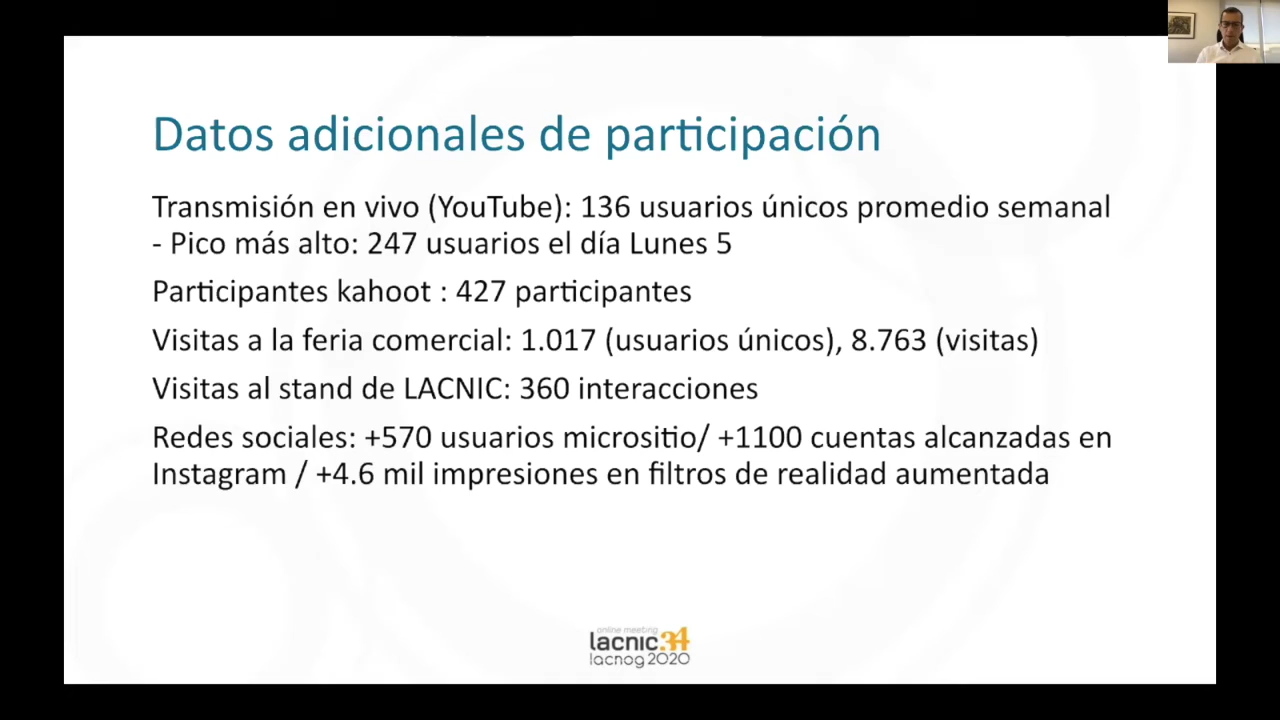 Datos adicionales de participación
Transmisión en vivo (YouTube): 136 usuarios únicos promedio semanal
- Pico más alto: 247 usuarios el día Lunes 5
Participantes kahoot : 427 participantes
Visitas a la feria comercial: 1.017 (usuarios únicos), 8.763 (visitas)
Visitas al stand de LACNIC: 360 interacciones
Redes sociales: +570 usuarios micrositio/ +1100 cuentas alcanzadas en
Instagram / +4.6 mil impresiones en filtros de realidad aumentada
online meeting
lacnic34
lacnog2020